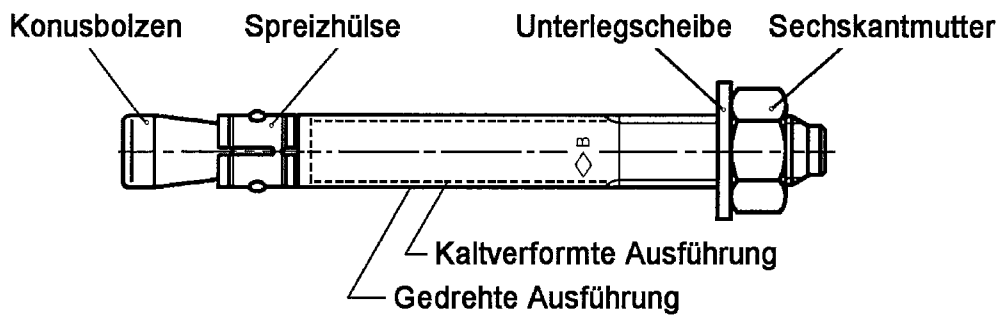 Konusbolzen Spreizhülse Unterlegscheibe Sechskantmutter
B
Kaltverformte Ausführung
Gedrehte Ausführung